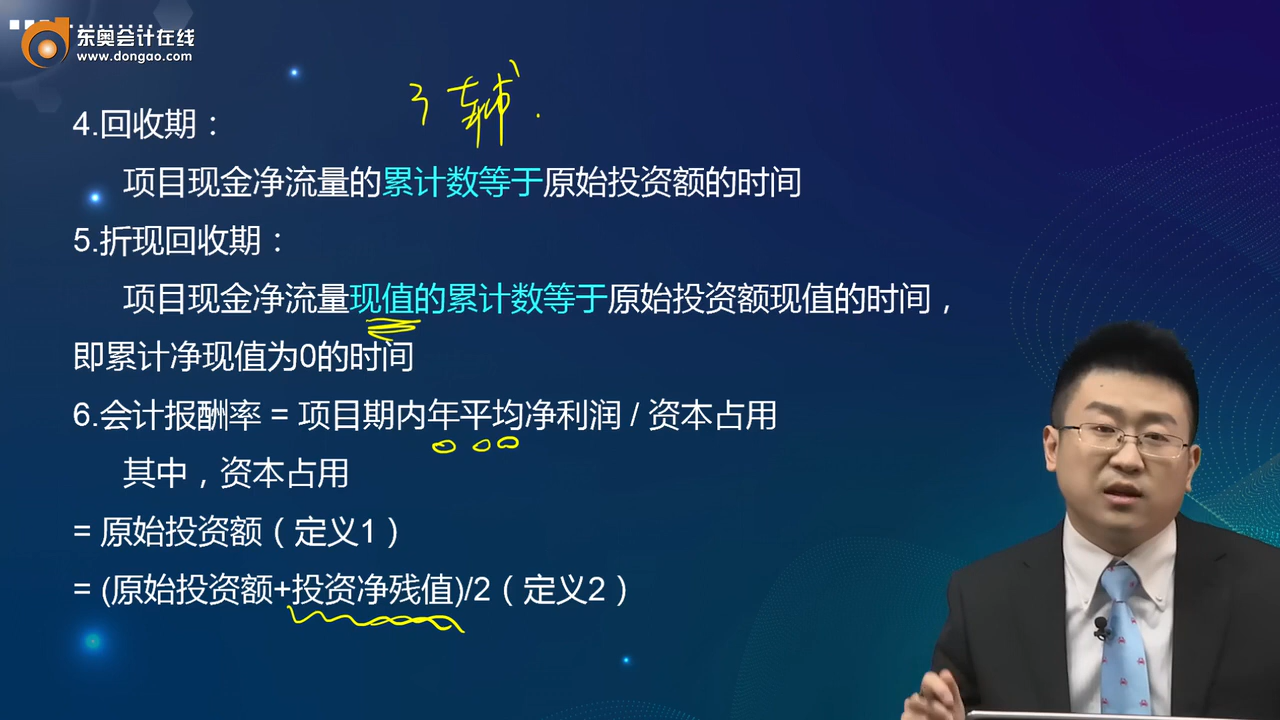 东奥会计在线
www.dongao.com
3辅.
4.回收期：
项目现金净流量的累计数等于原始投资额的时间
5.折现回收期：
项目现金净流量现值的累计数等于原始投资额现值的时间，
即累计净现值为0的时间
6.会计报酬率 = 项目期内年平均净利润 / 资本占用
其中，资本占用
= 原始投资额（定义1）
= (原始投资额+投资净残值)/2（定义2）